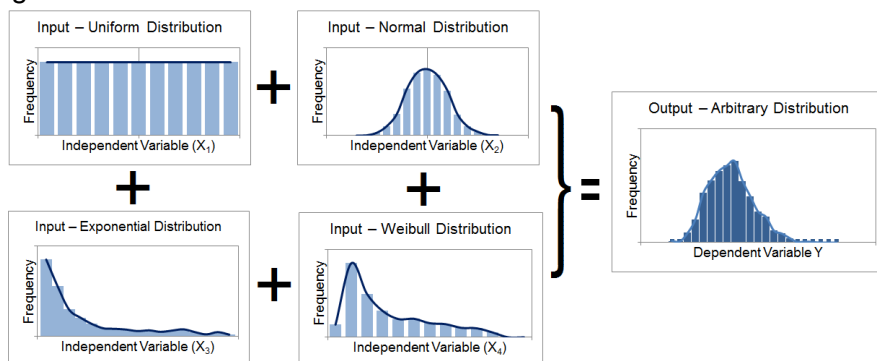 Input – Uniform Distribution
Frequency
Independent Variable (X₁)
+
Input – Normal Distribution
Frequency
Independent Variable (X₂)
+
+
Input – Exponential Distribution
Frequency
Independent Variable (X₃)
+
Input – Weibull Distribution
Frequency
Independent Variable (X₄)
}
=
Output – Arbitrary Distribution
Frequency
Dependent Variable Y